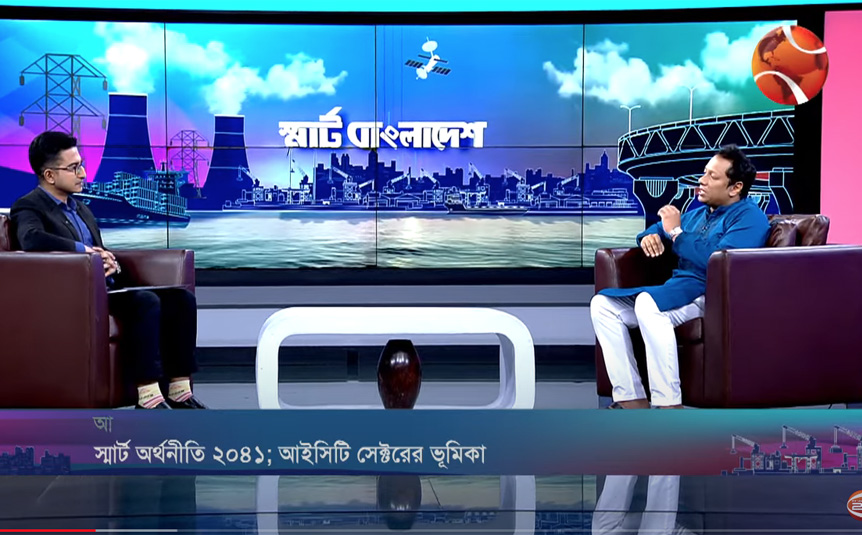 স্মার্ট বাংলাদেশ
আ
স্মার্ট অর্থনীতি ২০৪১; আইসিটি সেক্টরের ভূমিকা